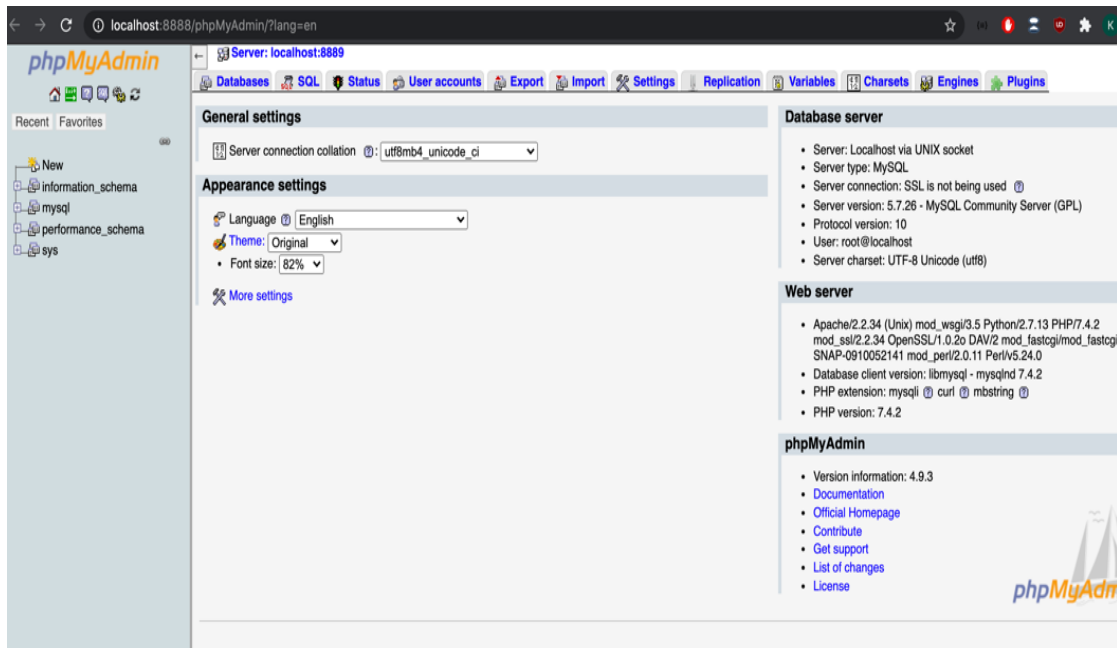 localhost:8888/phpMyAdmin/?lang=en
phpMyAdmin
Recent Favorites
New
information_schema
mysql
performance_schema
sys
Server: localhost:8889
Databases SQL Status User accounts Export Import Settings Replication Variables Charsets Engines Plugins
General settings
Server connection collation : utf8mb4_unicode_ci
Appearance settings
Language English
Theme: Original
• Font size: 82%
More settings
Database server
• Server: Localhost via UNIX socket
• Server type: MySQL
• Server connection: SSL is not being used
• Server version: 5.7.26 - MySQL Community Server (GPL)
• Protocol version: 10
• User: root@localhost
• Server charset: UTF-8 Unicode (utf8)
Web server
• Apache/2.2.34 (Unix) mod_wsgi/3.5 Python/2.7.13 PHP/7.4.2
mod_ssl/2.2.34 OpenSSL/1.0.2o DAV/2 mod_fastcgi/mod_fastcgi
SNAP-0910052141 mod_perl/2.0.11 Perl/v5.24.0
• Database client version: libmysql - mysqlnd 7.4.2
• PHP extension: mysqli curl mbstring
• PHP version: 7.4.2
phpMyAdmin
• Version information: 4.9.3
• Documentation
• Official Homepage
• Contribute
• Get support
• List of changes
• License
phpMyAdm